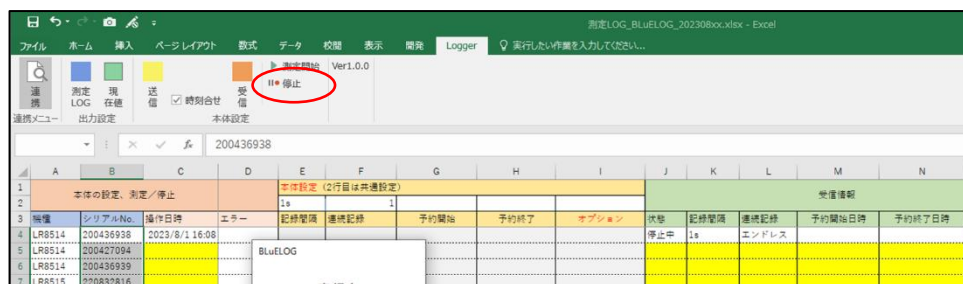 測定LOG_BLuELOG_202308xx.xlsx - Excel
ファイル ホーム 挿入 ページレイアウト 数式 データ 校閲 表示 開発 Logger 実行したい作業を入力してください...
連携 測定LOG 現在値 送信 時刻合せ 受信 測定開始 Ver1.0.0
停止
連携メニュー 出力設定 本体設定
fx 200436938
A B C D E F G H I J K L M N
1 本体の設定、測定/停止 本体設定 (2行目は共通設定) 受信情報
2 1s 1
3 機種 シリアルNo. 操作日時 エラー 記録間隔 連続記録 予約開始 予約終了 オプション 状態 記録間隔 連続記録 予約開始日時 予約終了日時
4 LR8514 200436938 2023/8/1 16:08 停止中 1s エンドレス
5 LR8514 200427094 BLuELOG
6 LR8514 200436939
7 LR8515 220832816